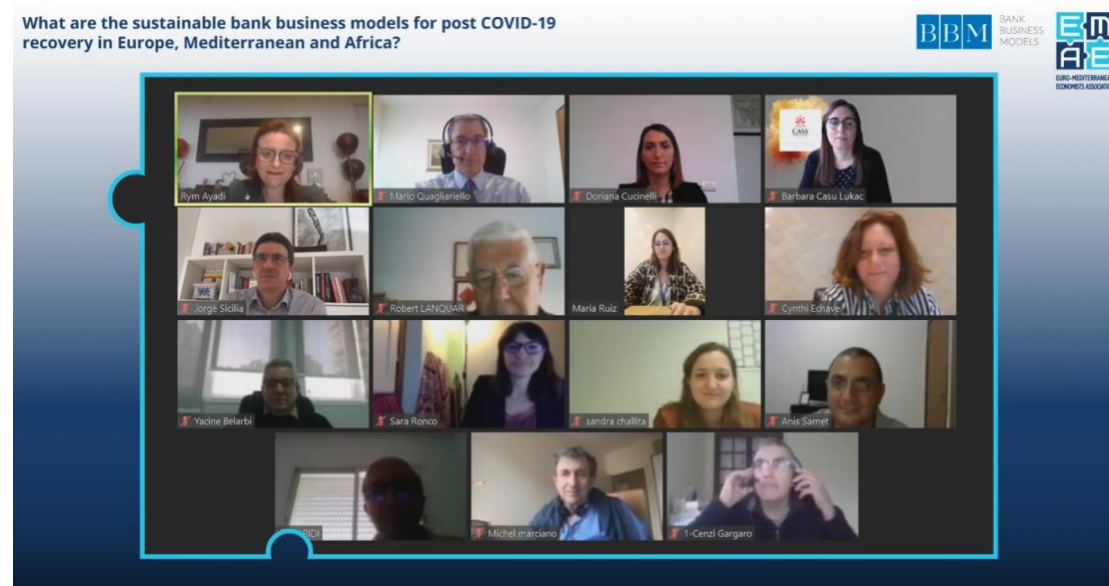 What are the sustainable bank business models for post COVID-19
recovery in Europe, Mediterranean and Africa?
BBM
BANK
BUSINESS
MODELS
EMAE
EURO-MEDITERRANEAN
ECONOMISTS
CASS
Rym Ayadi
Mario Quagliariello
Doriana Cucinelli
Barbara Casu Lukac
Jorge Sicilia
Robert LANQUAR
Maria Ruiz
Cynthi Echave
Yacine Belarbi
Sara Ronco
sandra challita
Anis Samet
Michel marciano
1-Cenzi Gargaro